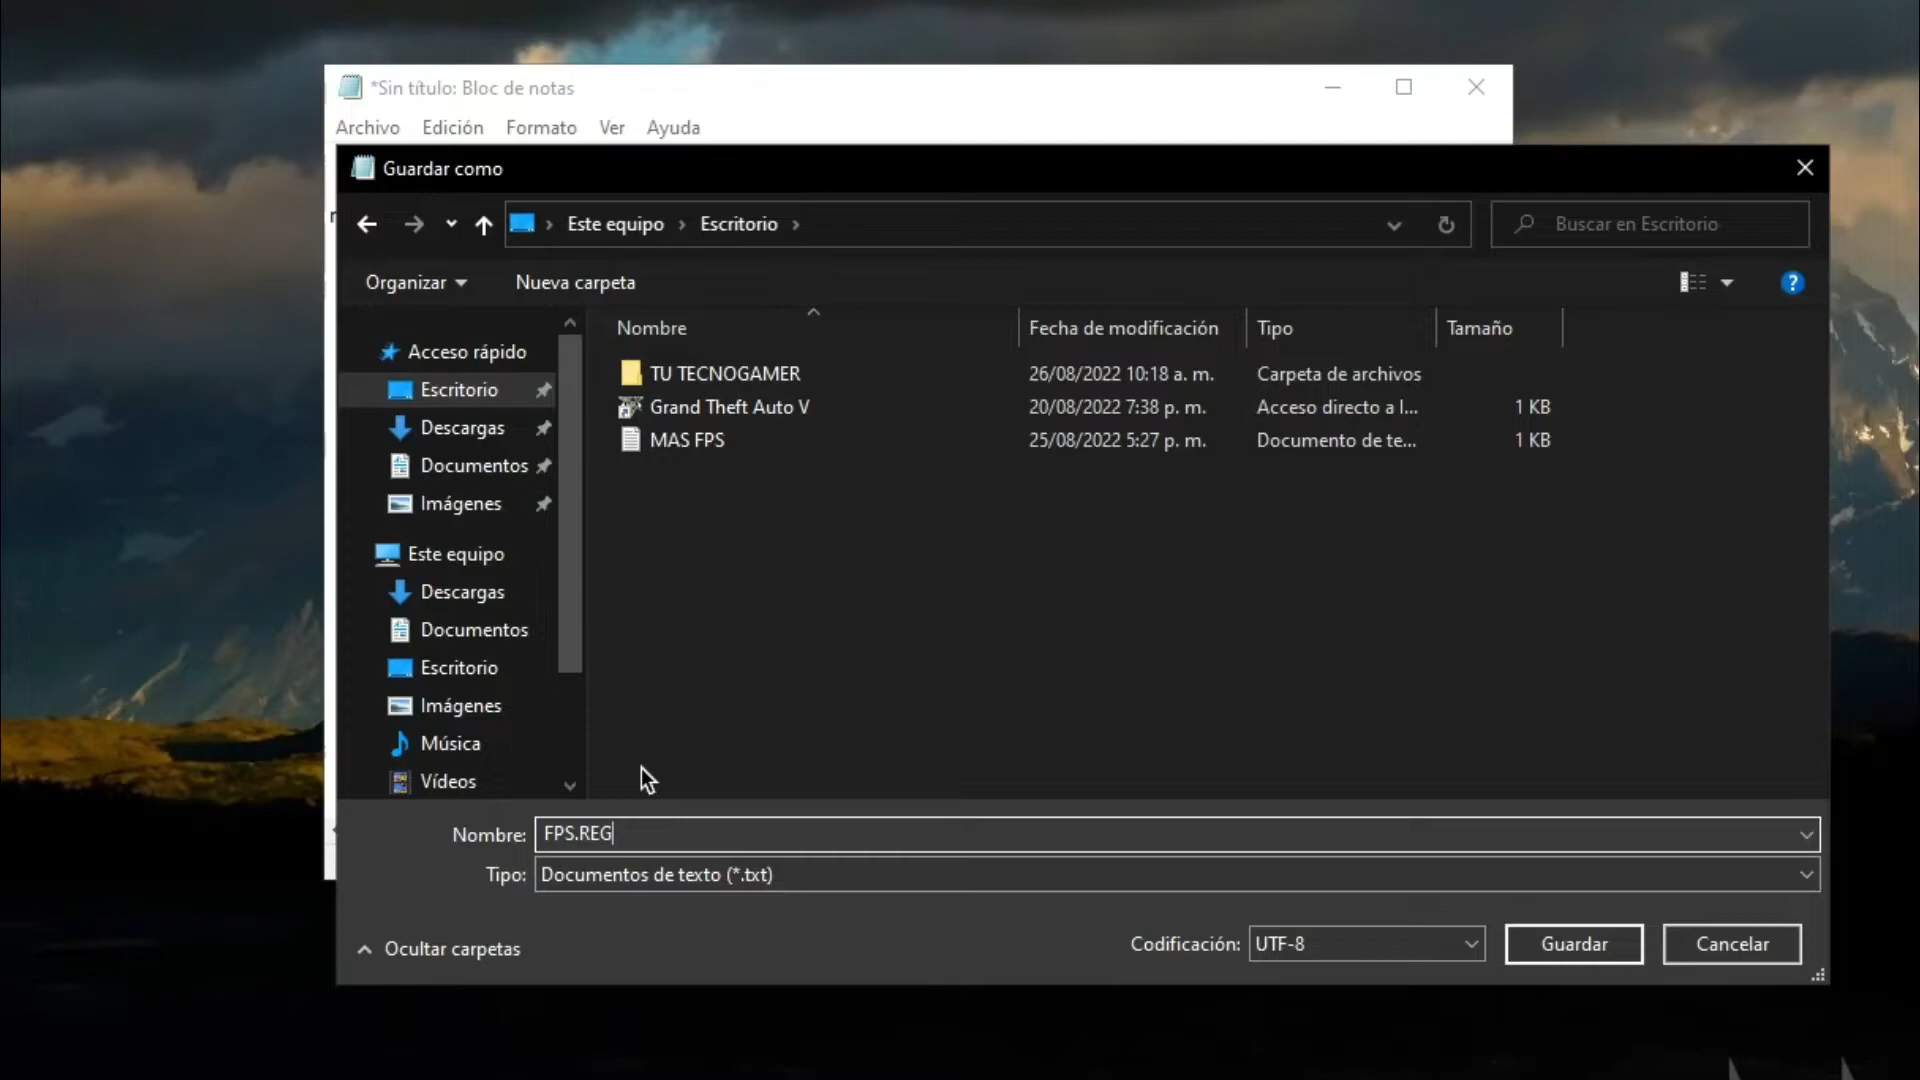 *Sin título: Bloc de notas
Archivo Edición Formato Ver Ayuda
Guardar como
Este equipo Escritorio
Buscar en Escritorio
Organizar Nueva carpeta
?
Nombre Fecha de modificación Tipo Tamaño
Acceso rápido
Escritorio
Descargas
Documentos
Imágenes
Este equipo
Descargas
Documentos
Escritorio
Imágenes
Música
Vídeos
TU TECNOGAMER 26/08/2022 10:18 a. m. Carpeta de archivos
Grand Theft Auto V 20/08/2022 7:38 p. m. Acceso directo a l... 1 KB
MAS FPS 25/08/2022 5:27 p. m. Documento de te... 1 KB
Nombre: FPS.REG
Tipo: Documentos de texto (*.txt)
Ocultar carpetas
Codificación: UTF-8
Guardar
Cancelar